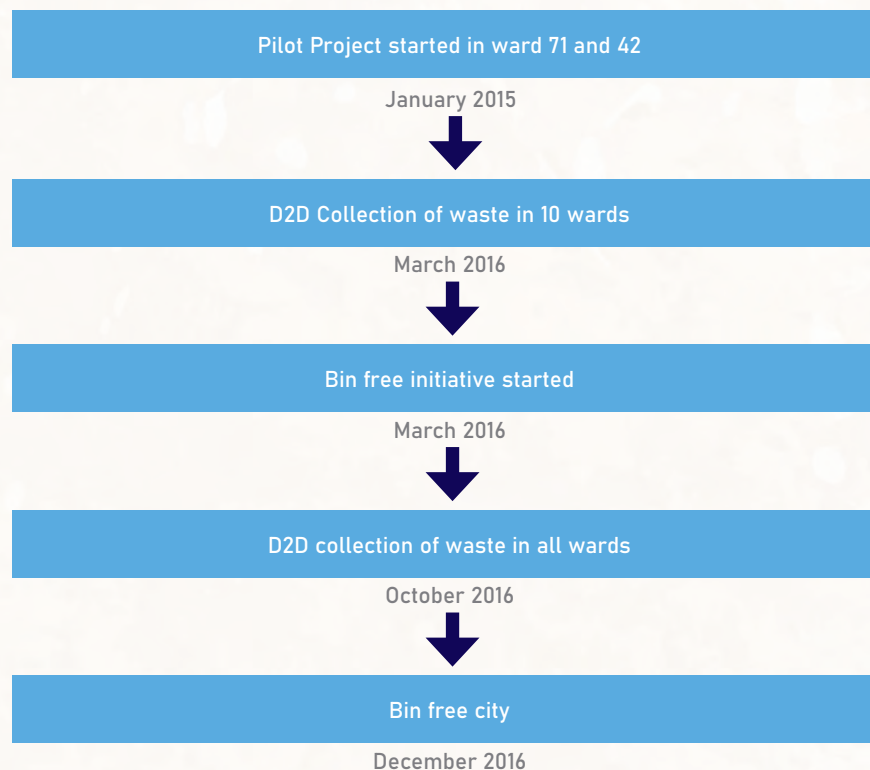 Pilot Project started in ward 71 and 42
January 2015
D2D Collection of waste in 10 wards
March 2016
Bin free initiative started
March 2016
D2D collection of waste in all wards
October 2016
Bin free city
December 2016